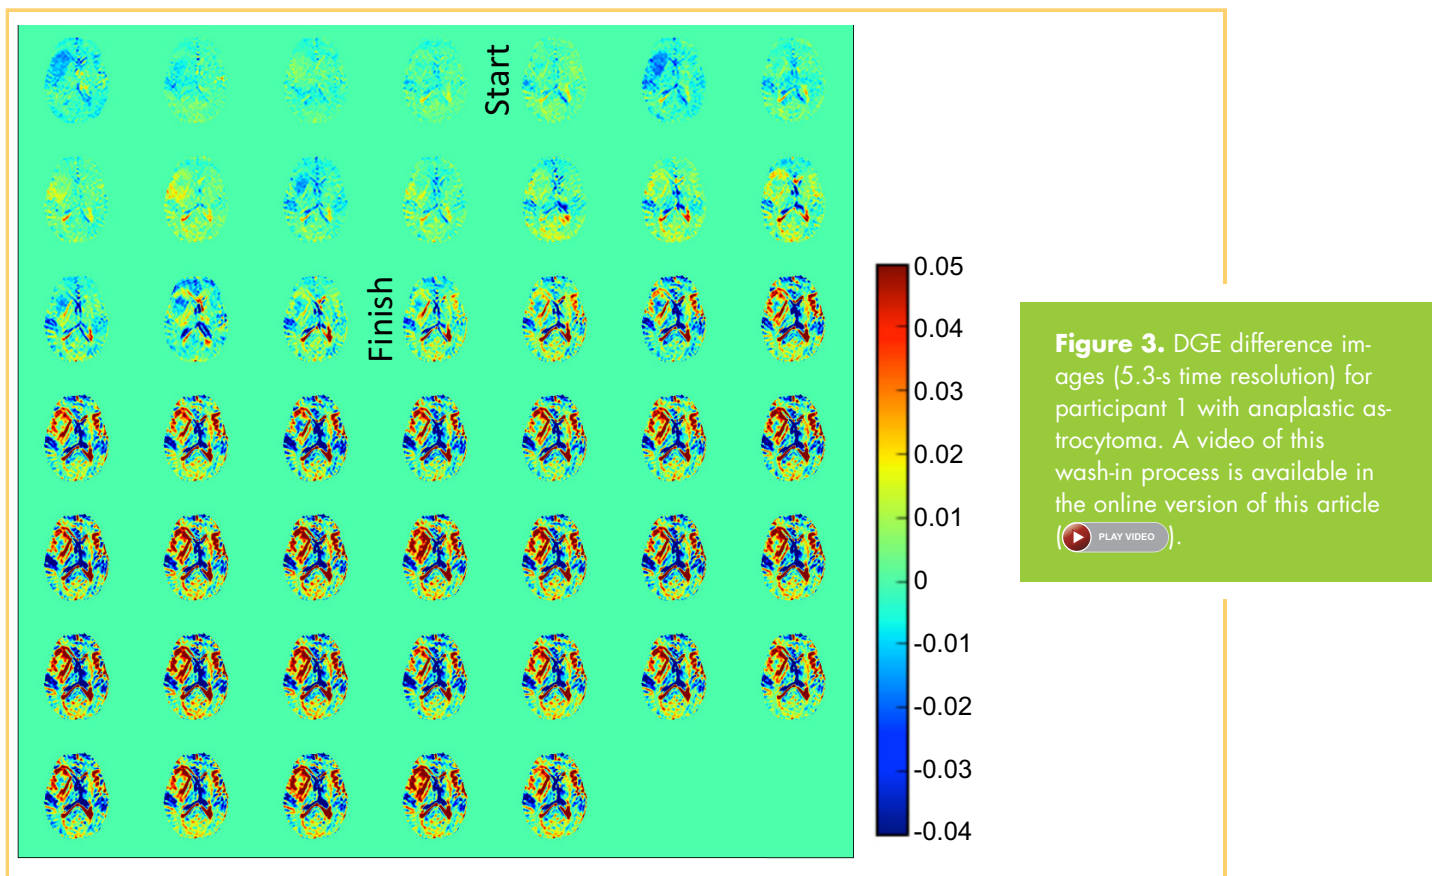 Start
Finish
0.05
0.04
0.03
0.02
0.01
0
-0.01
-0.02
-0.03
-0.04
Figure 3. DGE difference im-
ages (5.3-s time resolution) for
participant 1 with anaplastic as-
trocytoma. A video of this
wash-in process is available in
the online version of this article
( PLAY VIDEO ).